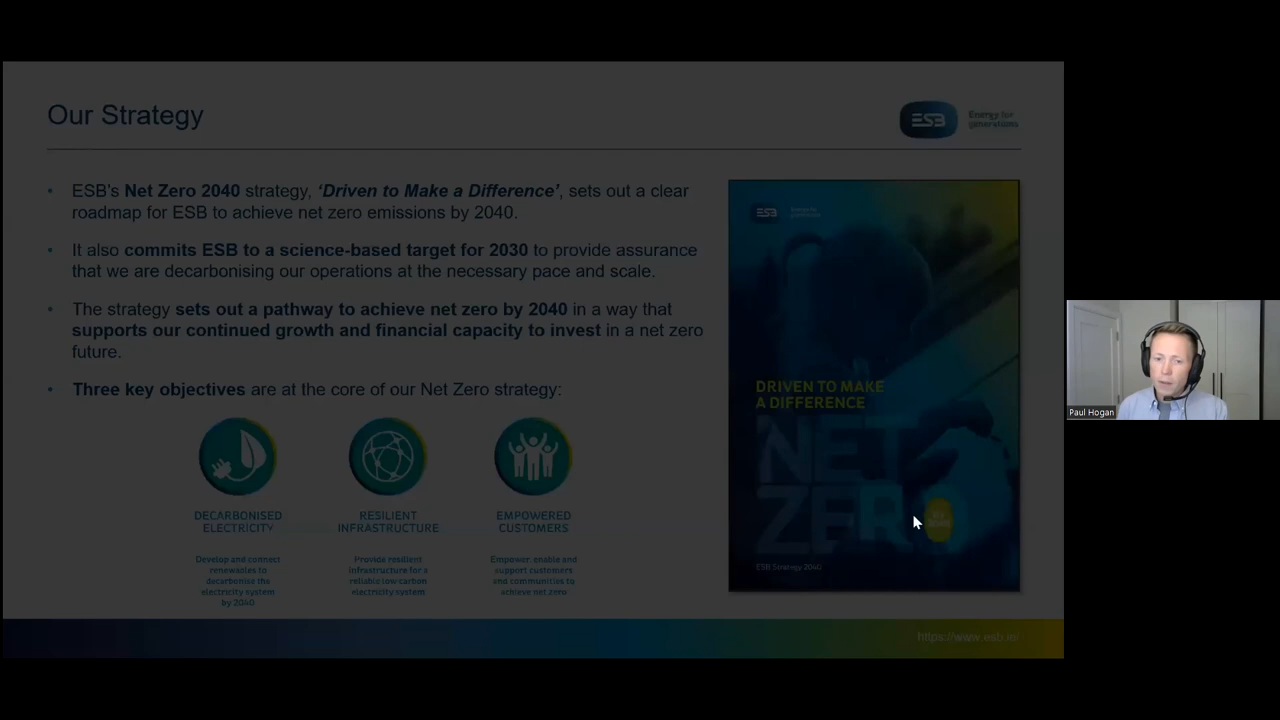 Our Strategy
ESB Energy for
generations
• ESB's Net Zero 2040 strategy, ‘Driven to Make a Difference’, sets out a clear
roadmap for ESB to achieve net zero emissions by 2040.
• It also commits ESB to a science-based target for 2030 to provide assurance
that we are decarbonising our operations at the necessary pace and scale.
• The strategy sets out a pathway to achieve net zero by 2040 in a way that
supports our continued growth and financial capacity to invest in a net zero
future.
• Three key objectives are at the core of our Net Zero strategy:
DECARBONISED
ELECTRICITY
Develop and connect
renewables to
decarbonise the
electricity system
by 2040
RESILIENT
INFRASTRUCTURE
Provide resilient
infrastructure for a
reliable low carbon
electricity system
EMPOWERED
CUSTOMERS
Empower, enable and
support customers
and communities to
achieve net zero
ESB
DRIVEN TO MAKE
A DIFFERENCE
NET
ZERO
ESB Strategy 2040
https://www.esb.ie/
Paul Hogan